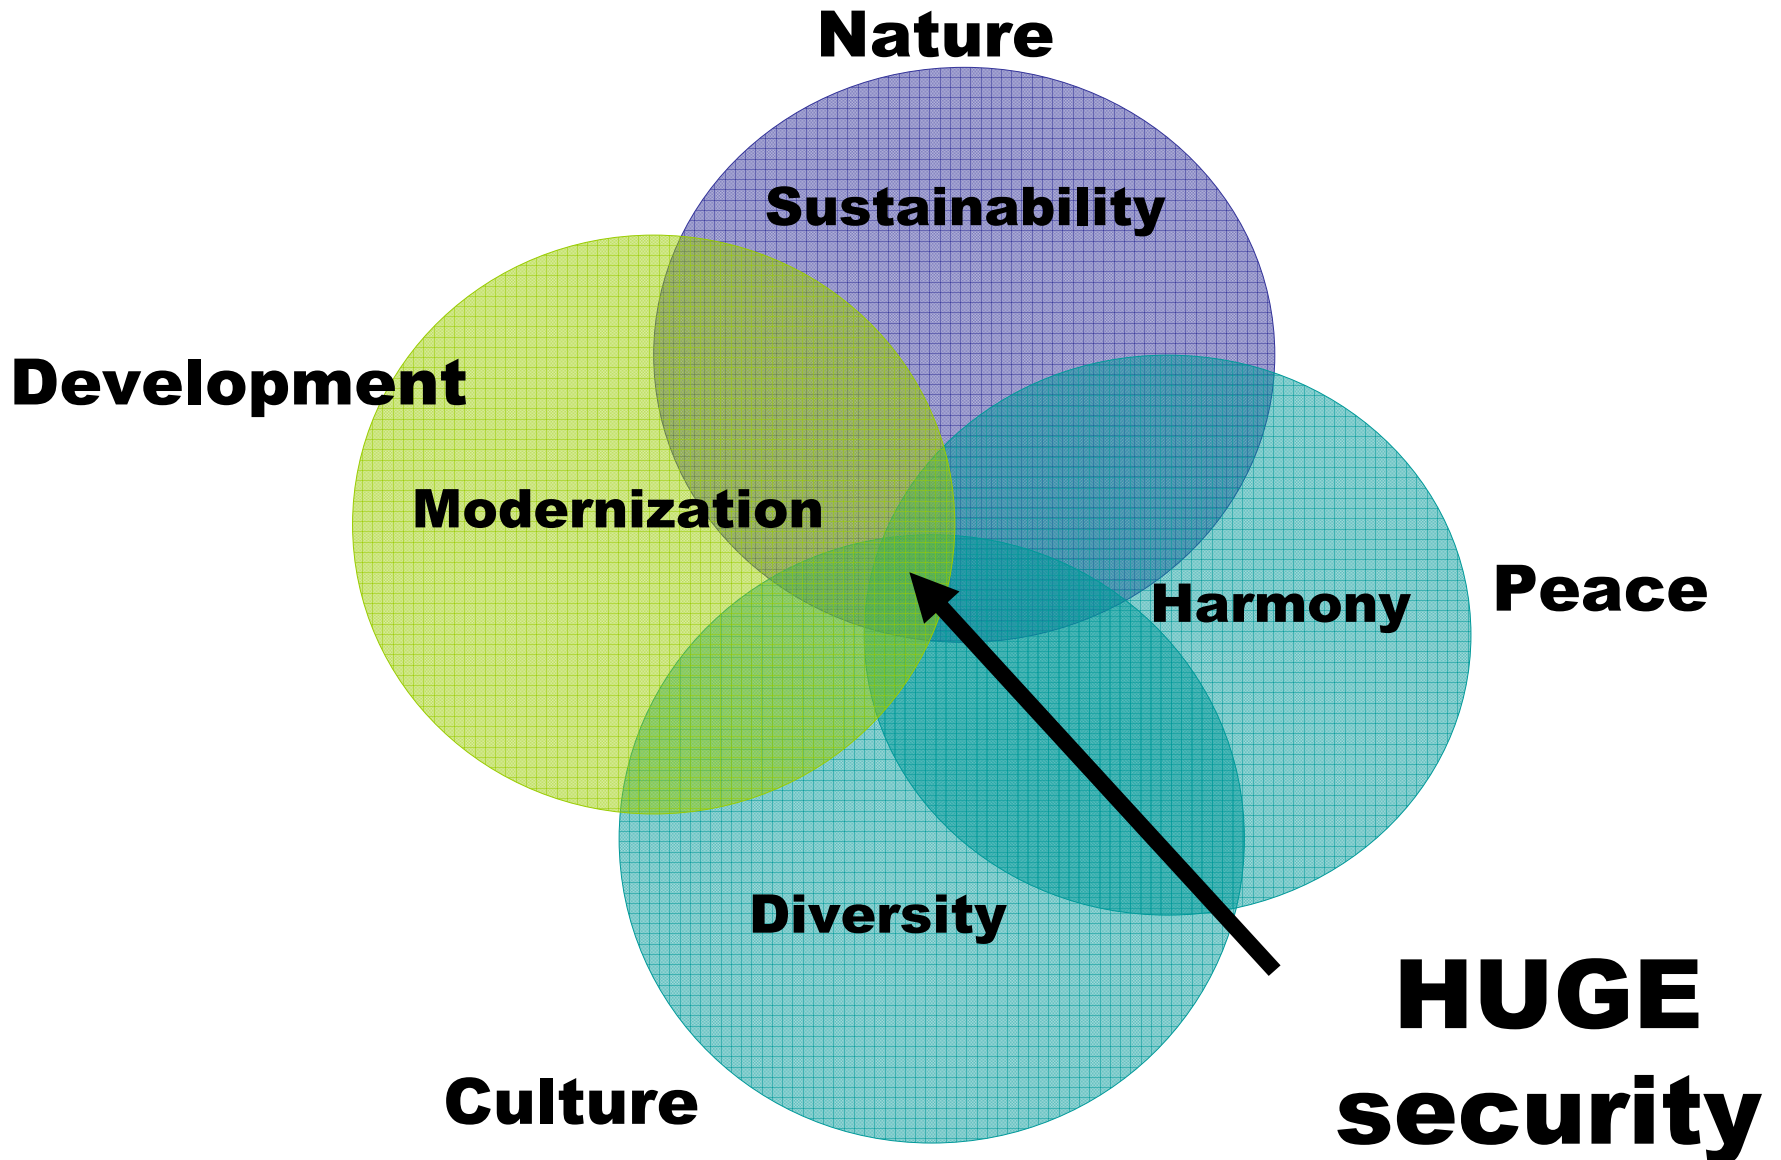 Nature
Sustainability
Development
Modernization
Harmony
Peace
Diversity
HUGE
security
Culture